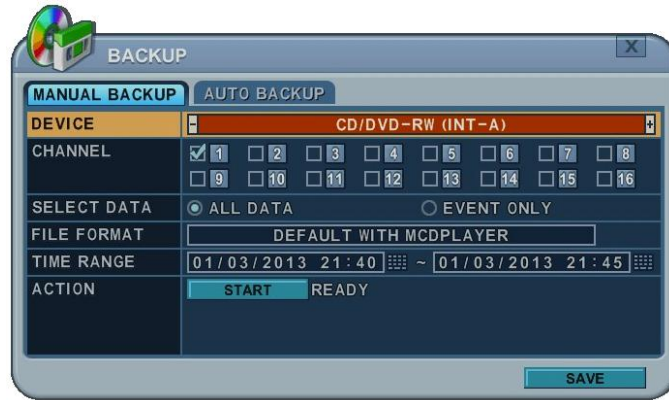 BACKUP X
MANUAL BACKUP AUTO BACKUP
DEVICE - CD/DVD-RW (INT-A) +
CHANNEL 1 2 3 4 5 6 7 8
9 10 11 12 13 14 15 16
SELECT DATA ALL DATA EVENT ONLY
FILE FORMAT DEFAULT WITH MCDPLAYER
TIME RANGE 01/03/2013 21:40 ~ 01/03/2013 21:45
ACTION START READY
SAVE